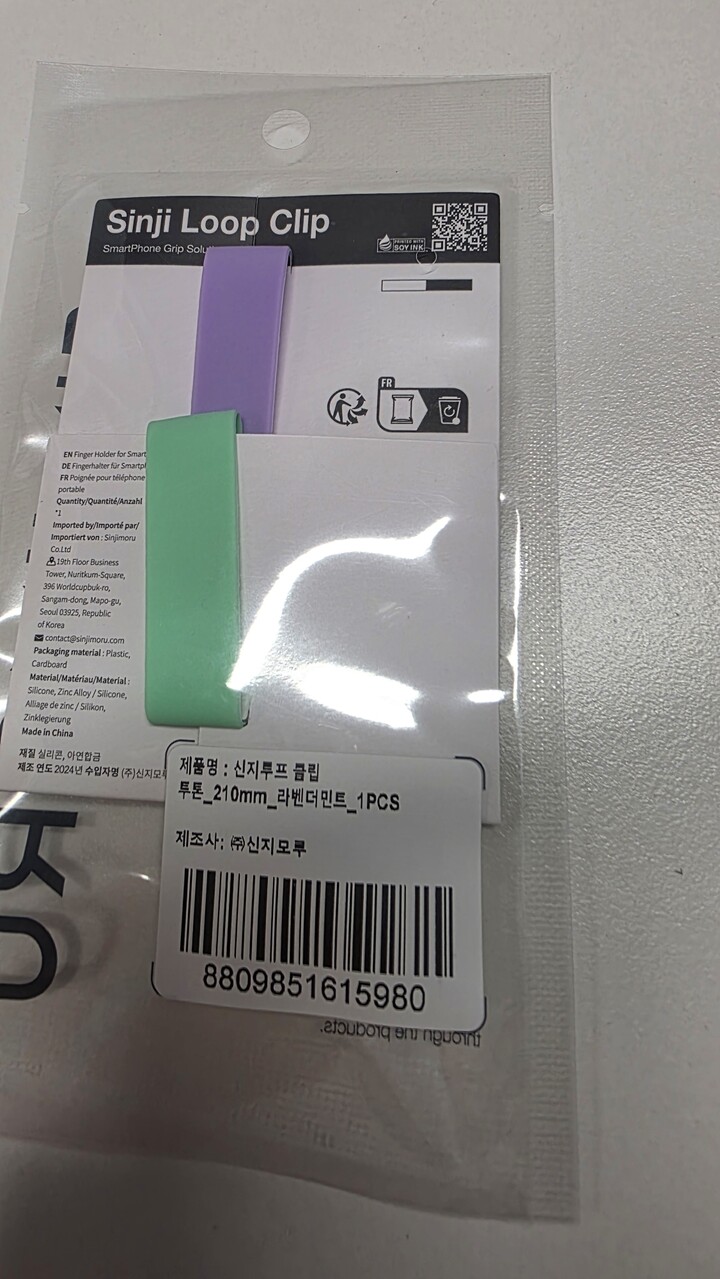 Sinji Loop Clip
SmartPhone Grip
PRINTED WITH
SOY INK
FR
EN Finger Holder for Smart
DE Fingerhalter für Smartph
FR Poignée pour téléphone
portable
Quantity/Quantité/Anzahl
*1
Imported by/Importé par/
Importiert von : Sinjimoru
Co.Ltd
19th Floor Business
Tower, Nuritkum-Square,
396 Worldcupbuk-ro,
Sangam-dong, Mapo-gu,
Seoul 03925, Republic
of Korea
contact@sinjimoru.com
Packaging material : Plastic,
Cardboard
Material/Matériau/Material :
Silicone, Zinc Alloy / Silicone,
Alliage de zinc / Silikon,
Zinklegierung
Made in China
재질 실리콘, 아연합금
제조 연도 2024년 수입자명 (주)신지모루
제품명 : 신지루프 클립
투톤_210mm_라벤더민트_1PCS
제조사: ㈜신지모루
8809851615980
through the products.